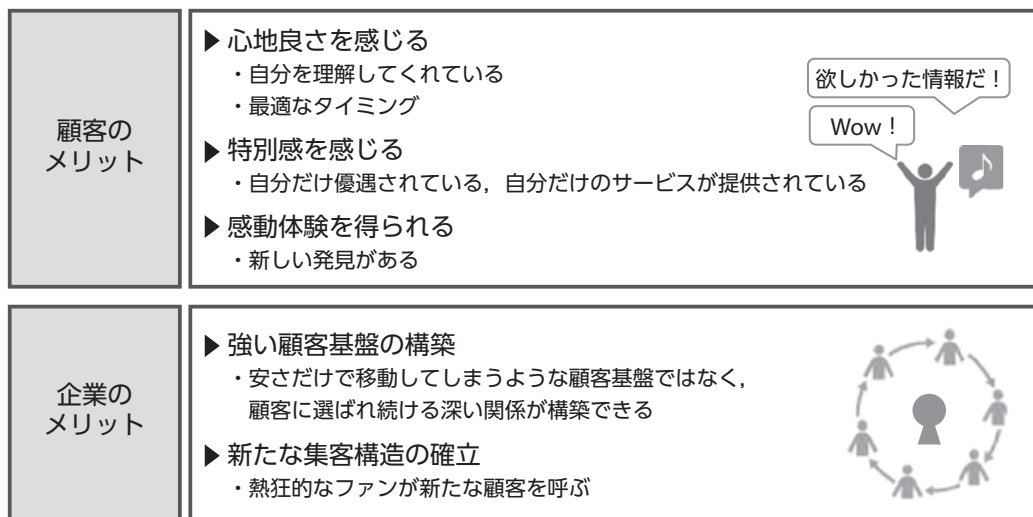 顧客の
メリット
▶ 心地良さを感じる
・自分を理解してくれている
・最適なタイミング
▶ 特別感を感じる
・自分だけ優遇されている，自分だけのサービスが提供されている
▶ 感動体験を得られる
・新しい発見がある
欲しかった情報だ！
Wow！
企業の
メリット
▶ 強い顧客基盤の構築
・安さだけで移動してしまうような顧客基盤ではなく，
顧客に選ばれ続ける深い関係が構築できる
▶ 新たな集客構造の確立
・熱狂的なファンが新たな顧客を呼ぶ